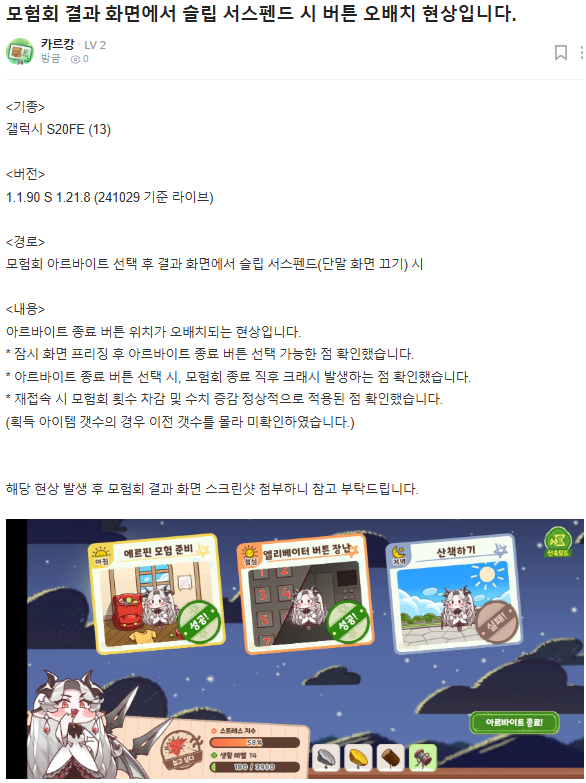 모험회 결과 화면에서 슬립 서스펜드 시 버튼 오배치 현상입니다.
카르캉 · LV 2
방금 · 0
<기종>
갤럭시 S20FE (13)
<버전>
1.1.90 S 1.21.8 (241029 기준 라이브)
<경로>
모험회 아르바이트 선택 후 결과 화면에서 슬립 서스펜드(단말 화면 끄기) 시
<내용>
아르바이트 종료 버튼 위치가 오배치되는 현상입니다.
* 잠시 화면 프리징 후 아르바이트 종료 버튼 선택 가능한 점 확인했습니다.
* 아르바이트 종료 버튼 선택 시, 모험회 종료 직후 크래시 발생하는 점 확인했습니다.
* 재접속 시 모험회 횟수 차감 및 수치 증감 정상적으로 적용된 점 확인했습니다.
(획득 아이템 갯수의 경우 이전 갯수를 몰라 미확인하였습니다.)
해당 현상 발생 후 모험회 결과 화면 스크린샷 첨부하니 참고 부탁드립니다.
아침
에르핀 모험 준비
성공!
점심
엘리베이터 버튼 장난
1 2
3 4
5
7
성공!
저녁
산책하기
실패!
신속모드
아르바이트 종료!
놀고 싶다
스트레스 지수
58%
생활 레벨 14
180 / 3980